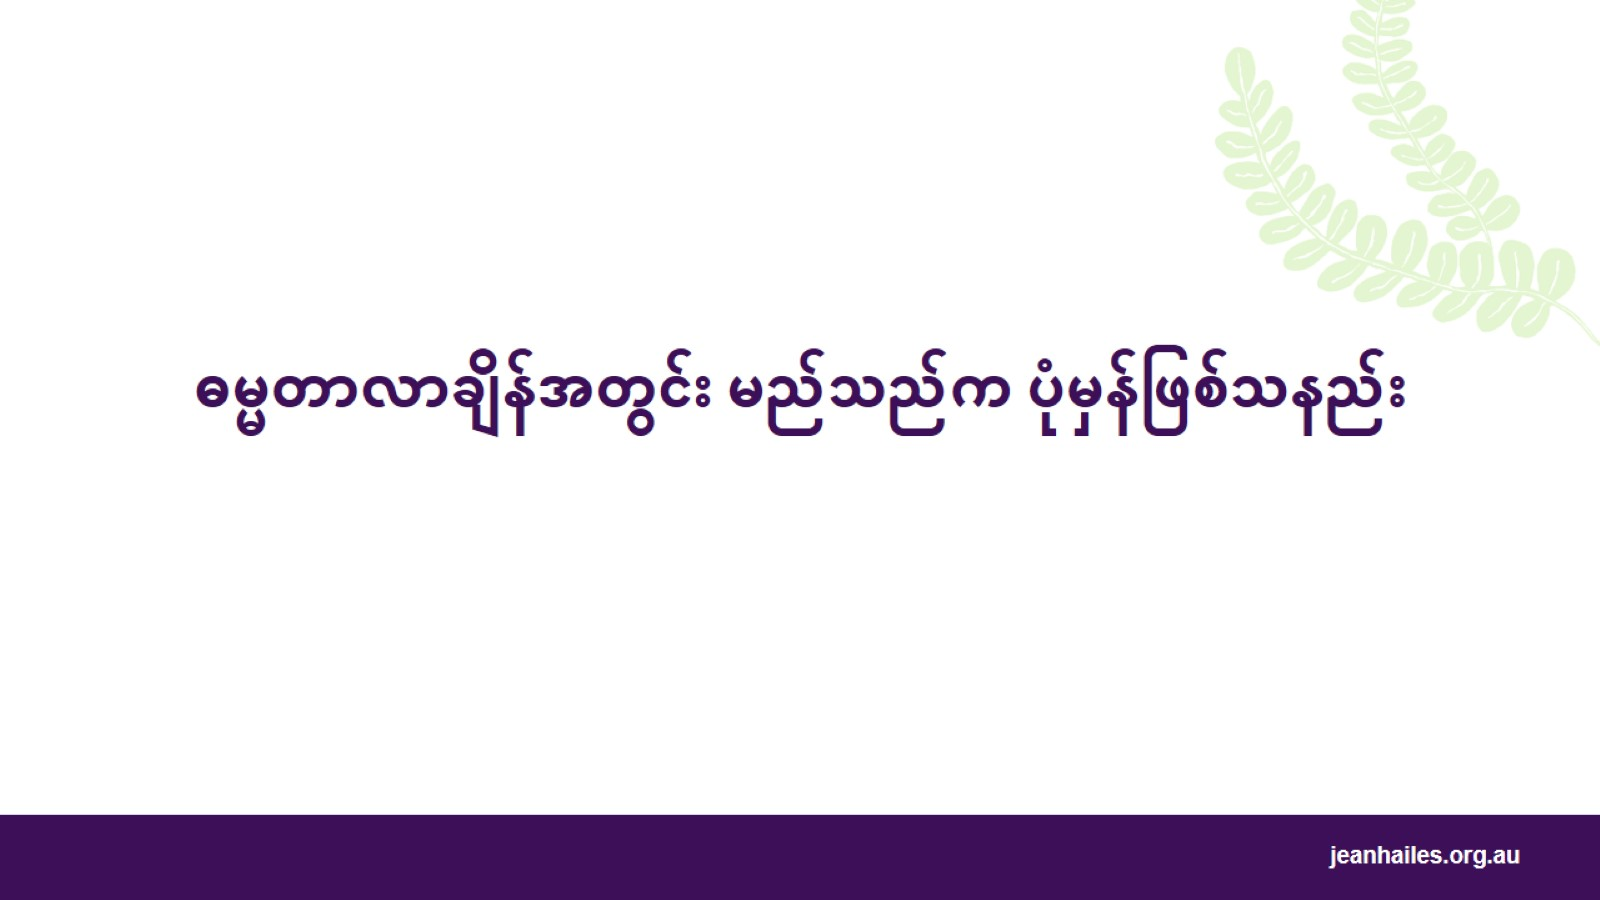 ဓမ္မတာလာချိန်အတွင်း မည်သည်က ပုံမှန်ဖြစ်သနည်း
jeanhailes.org.au